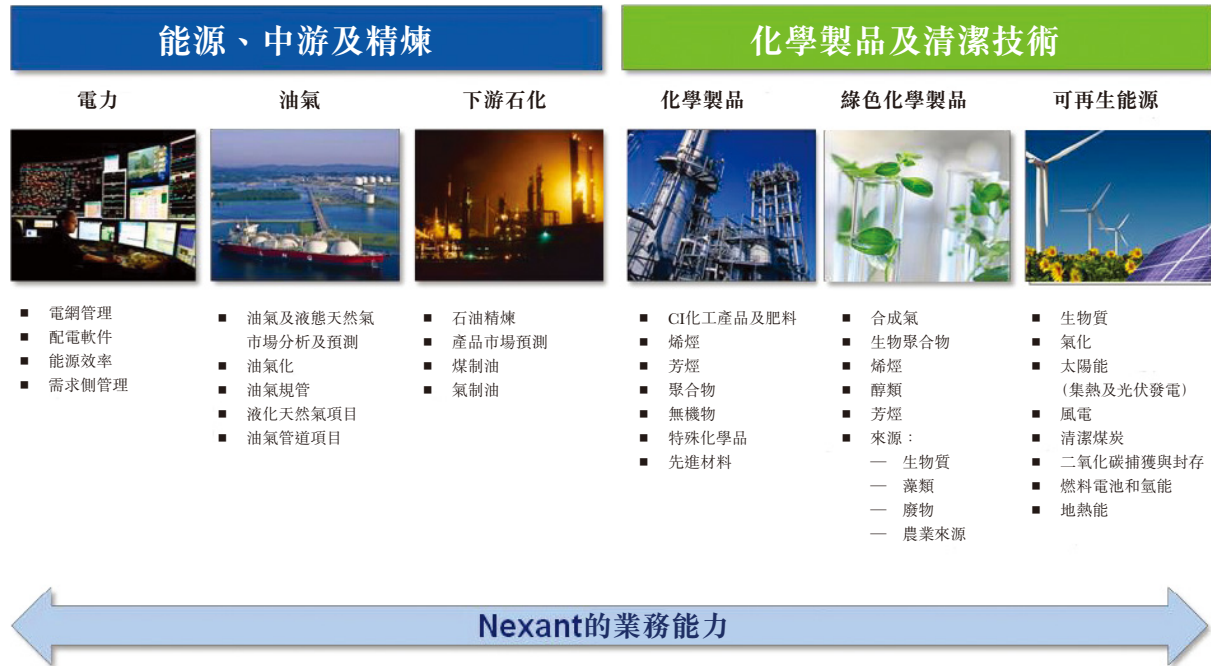 能源、中游及精煉
化學製品及清潔技術
電力
油氣
下游石化
化學製品
綠色化學製品
可再生能源
■ 電網管理
■ 配電軟件
■ 能源效率
■ 需求側管理
■ 油氣及液態天然氣
市場分析及預測
■ 油氣化
■ 油氣規管
■ 液化天然氣項目
■ 油氣管道項目
■ 石油精煉
■ 產品市場預測
■ 煤制油
■ 氣制油
■ CI化工產品及肥料
■ 烯烴
■ 芳烴
■ 聚合物
■ 無機物
■ 特殊化學品
■ 先進材料
■ 合成氣
■ 生物聚合物
■ 烯烴
■ 醇類
■ 芳烴
■ 來源：
— 生物質
— 藻類
— 廢物
— 農業來源
■ 生物質
■ 氣化
■ 太陽能
(集熱及光伏發電)
■ 風電
■ 清潔煤炭
■ 二氧化碳捕獲與封存
■ 燃料電池和氫能
■ 地熱能
Nexant的業務能力